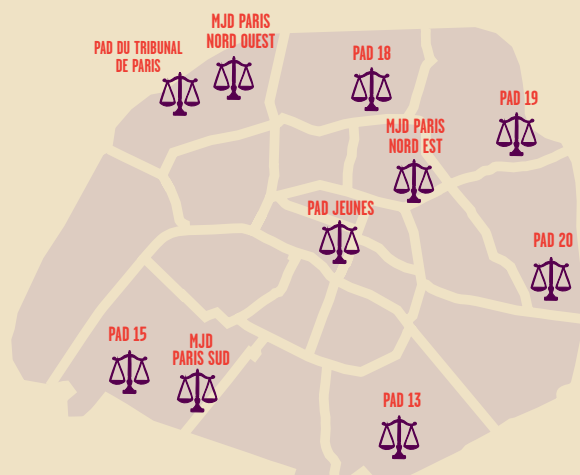 MJD PARIS
NORD OUEST
PAD DU TRIBUNAL
DE PARIS
PAD 18
PAD 19
MJD PARIS
NORD EST
PAD JEUNES
PAD 20
PAD 15
MJD
PARIS SUD
PAD 13